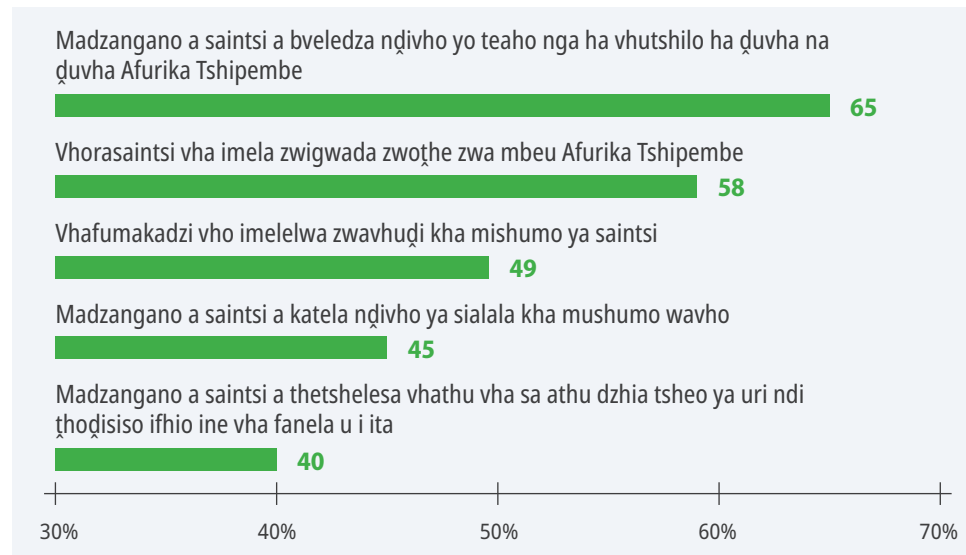 Madzangano a saintsi a bveledza nḓivho yo teaho nga ha vhutshilo ha ḓuvha na
ḓuvha Afurika Tshipembe
65
Vhorasaintsi vha imela zwigwada zwoṱhe zwa mbeu Afurika Tshipembe
58
Vhafumakadzi vho imelelwa zwavhuḓi kha mishumo ya saintsi
49
Madzangano a saintsi a katela nḓivho ya sialala kha mushumo wavho
45
Madzangano a saintsi a thetshelesa vhathu vha sa athu dzhia tsheo ya uri ndi
ṱhoḓisiso ifhio ine vha fanela u i ita
40
30% 40% 50% 60% 70%